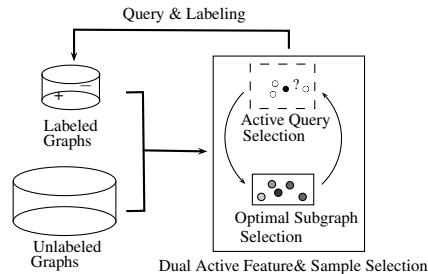 Query & Labeling
−
+
?
Labeled
Graphs
Active Query
Selection
Optimal Subgraph
Selection
Unlabeled
Graphs
Dual Active Feature& Sample Selection